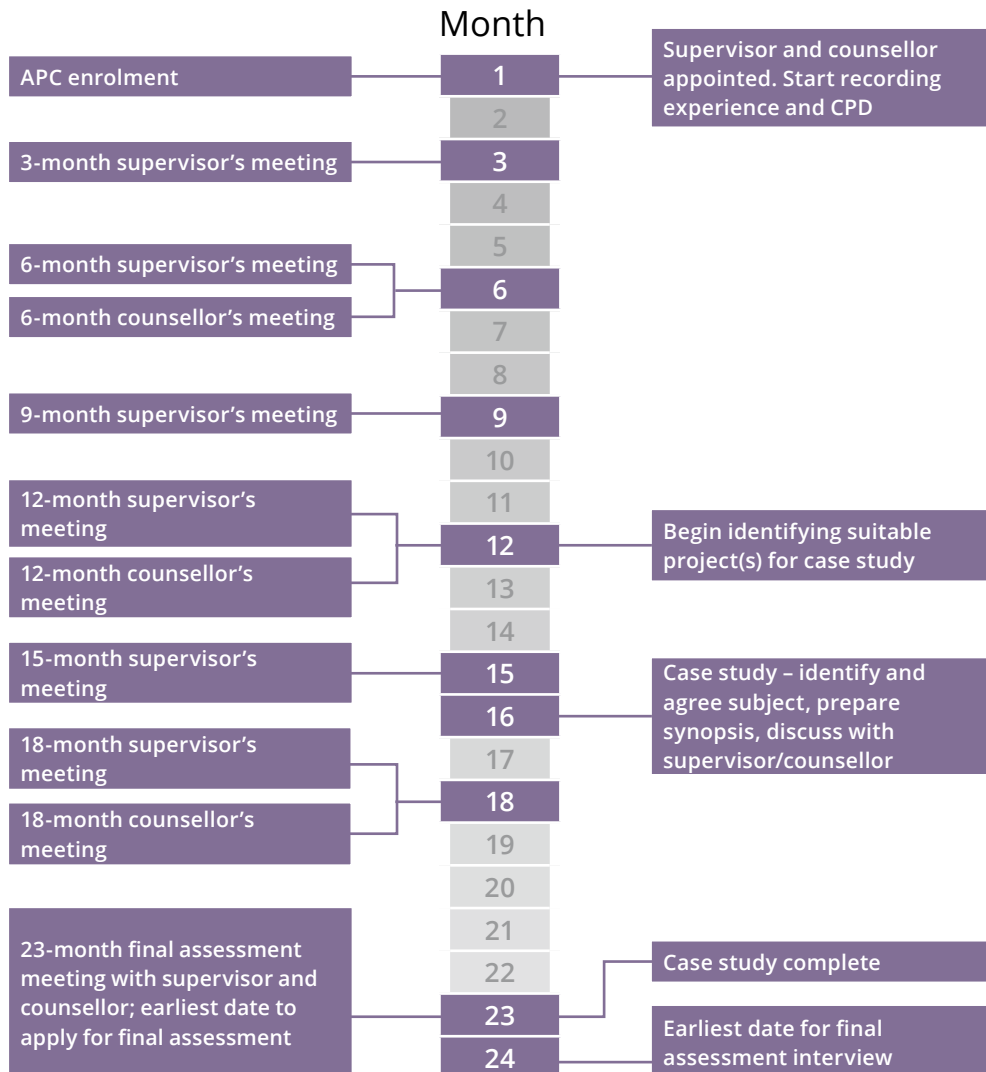 Month
APC enrolment
1
Supervisor and counsellor
appointed. Start recording
experience and CPD
2
3-month supervisor’s meeting
3
4
5
6-month supervisor’s meeting
6-month counsellor’s meeting
6
7
8
9-month supervisor’s meeting
9
10
11
12-month supervisor’s
meeting
12-month counsellor’s
meeting
12
Begin identifying suitable
project(s) for case study
13
14
15-month supervisor’s
meeting
15
16
Case study – identify and
agree subject, prepare
synopsis, discuss with
supervisor/counsellor
17
18-month supervisor’s
meeting
18-month counsellor’s
meeting
18
19
20
21
22
23-month final assessment
meeting with supervisor and
counsellor; earliest date to
apply for final assessment
23
Case study complete
24
Earliest date for final
assessment interview